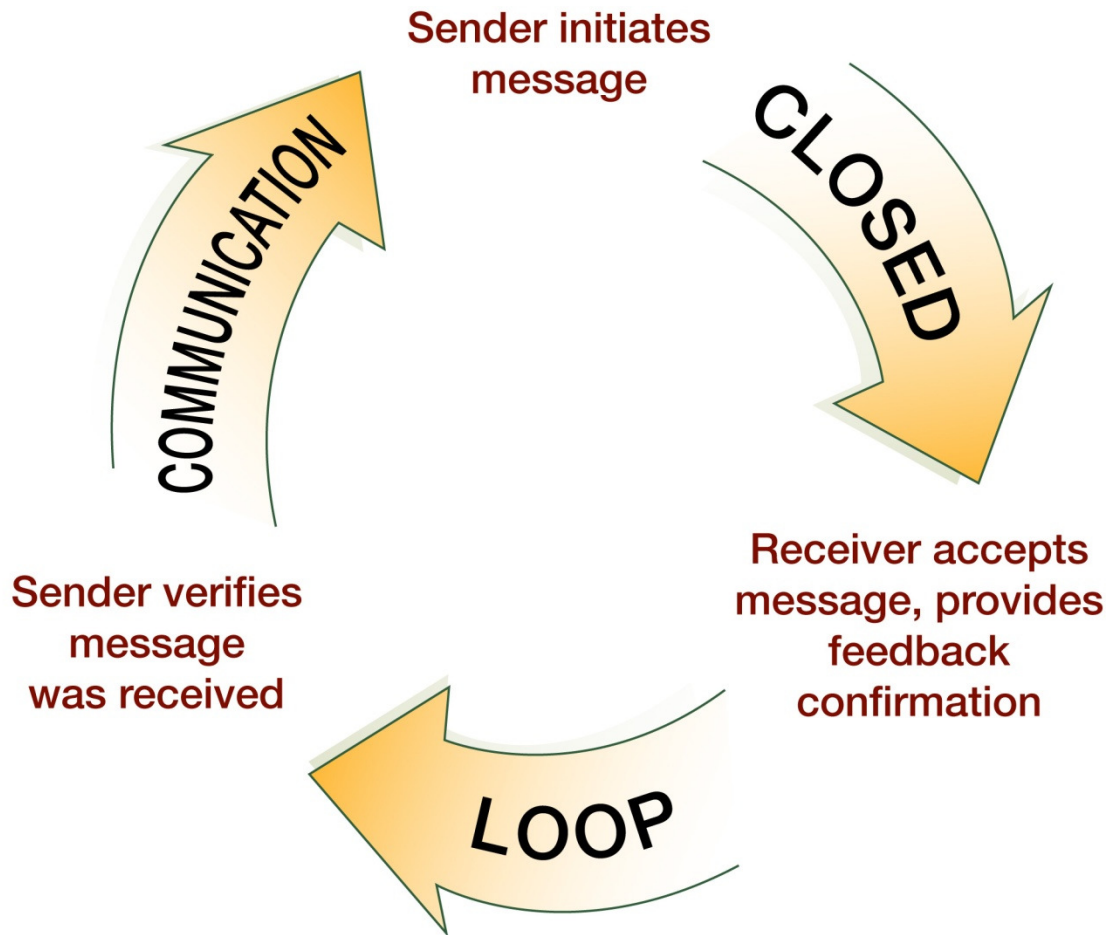 Sender initiates
message
CLOSED
Receiver accepts
message, provides
feedback
confirmation
LOOP
Sender verifies
message
was received
COMMUNICATION